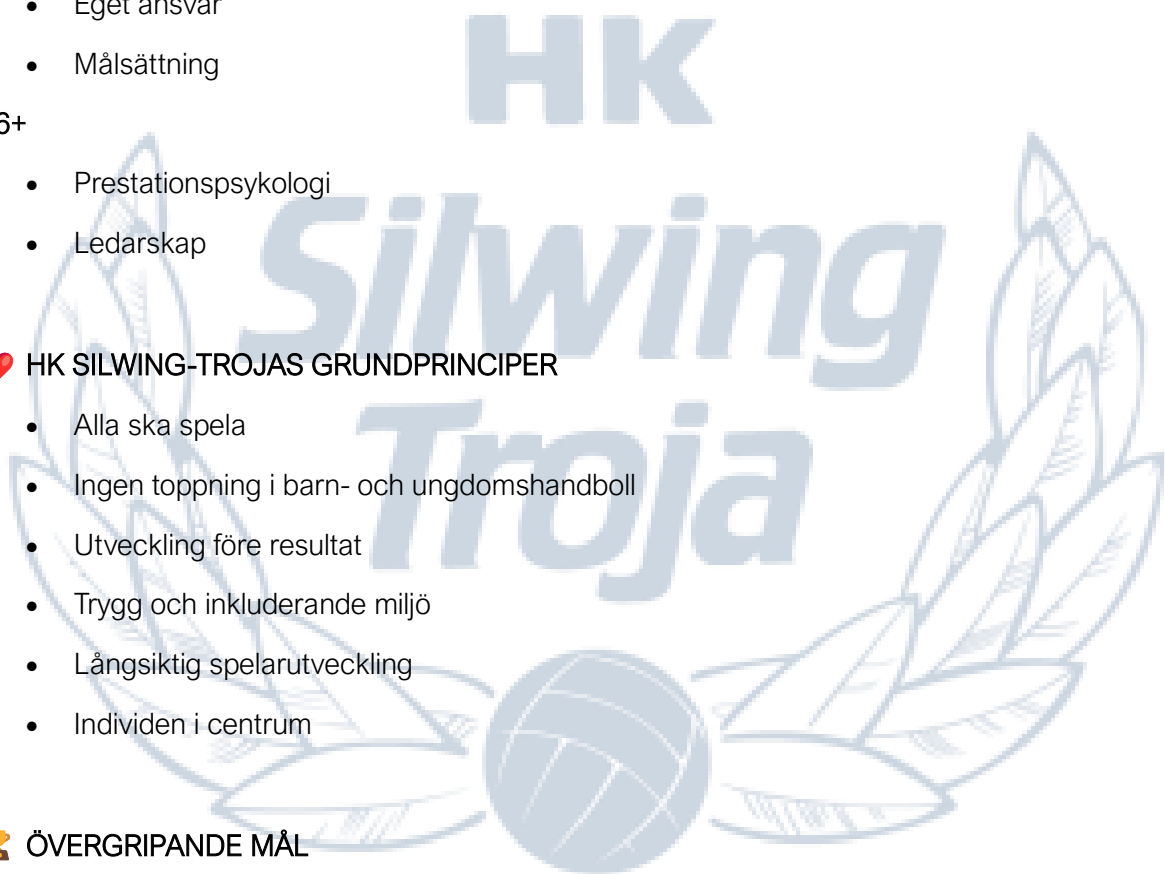 • Eget ansvar
• Målsättning
6+
• Prestationspsykologi
• Ledarskap
❤️ HK SILWING-TROJAS GRUNDPRINCIPER
• Alla ska spela
• Ingen toppning i barn- och ungdomshandboll
• Utveckling före resultat
• Trygg och inkluderande miljö
• Långsiktig spelarutveckling
• Individen i centrum
🏆 ÖVERGRIPANDE MÅL
HK
Silwing
Troja